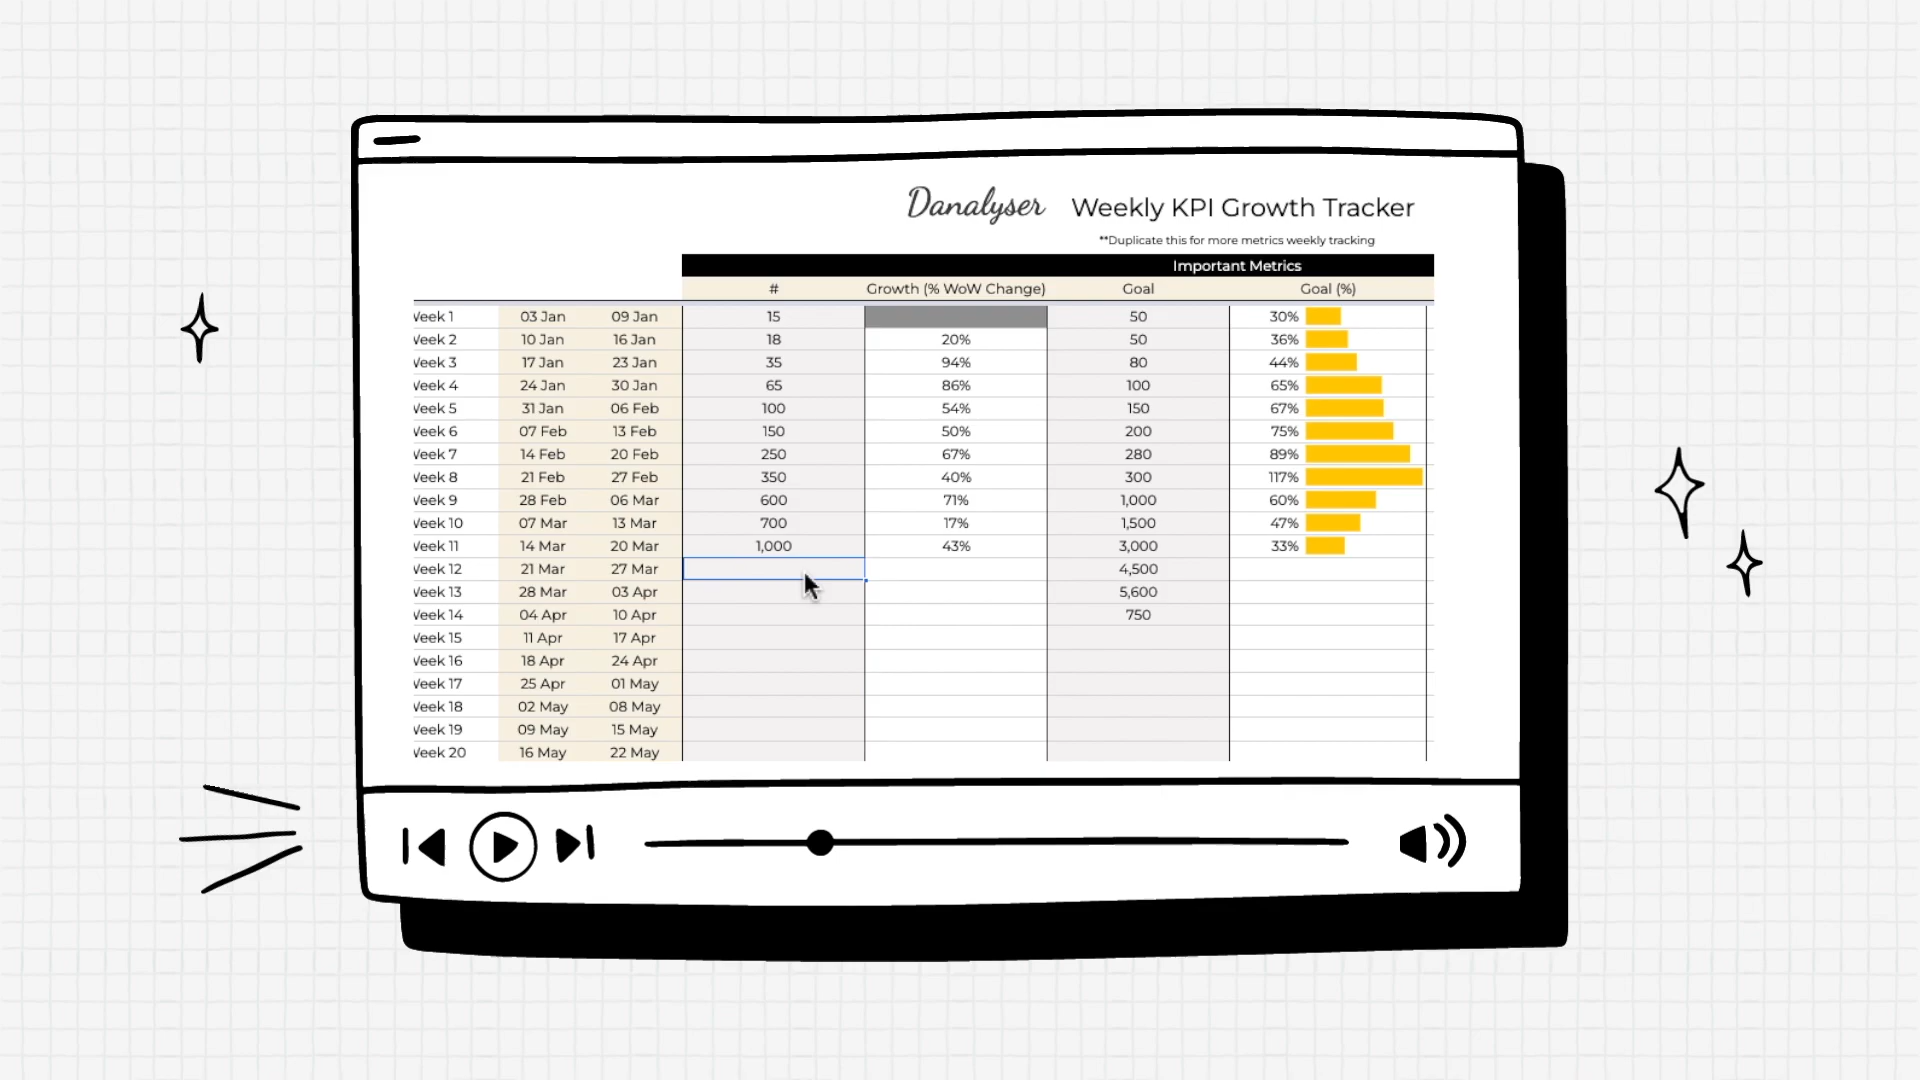 Danalyser Weekly KPI Growth Tracker
**Duplicate this for more metrics weekly tracking
Important Metrics
# Growth (% WoW Change) Goal Goal (%)
Week 1 03 Jan 09 Jan 15 50 30%
Week 2 10 Jan 16 Jan 18 20% 50 36%
Week 3 17 Jan 23 Jan 35 94% 80 44%
Week 4 24 Jan 30 Jan 65 86% 100 65%
Week 5 31 Jan 06 Feb 100 54% 150 67%
Week 6 07 Feb 13 Feb 150 50% 200 75%
Week 7 14 Feb 20 Feb 250 67% 280 89%
Week 8 21 Feb 27 Feb 350 40% 300 117%
Week 9 28 Feb 06 Mar 600 71% 1,000 60%
Week 10 07 Mar 13 Mar 700 17% 1,500 47%
Week 11 14 Mar 20 Mar 1,000 43% 3,000 33%
Week 12 21 Mar 27 Mar 4,500
Week 13 28 Mar 03 Apr 5,600
Week 14 04 Apr 10 Apr 750
Week 15 11 Apr 17 Apr
Week 16 18 Apr 24 Apr
Week 17 25 Apr 01 May
Week 18 02 May 08 May
Week 19 09 May 15 May
Week 20 16 May 22 May